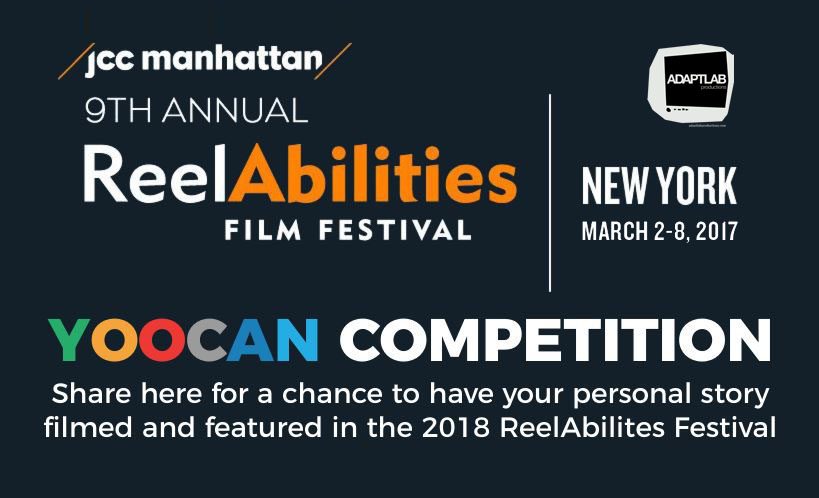 jcc manhattan
9TH ANNUAL
ReelAbilities
FILM FESTIVAL
ADAPTLAB
productions
NEW YORK
MARCH 2-8, 2017
YOOCAN COMPETITION
Share here for a chance to have your personal story
filmed and featured in the 2018 ReelAbilites Festival